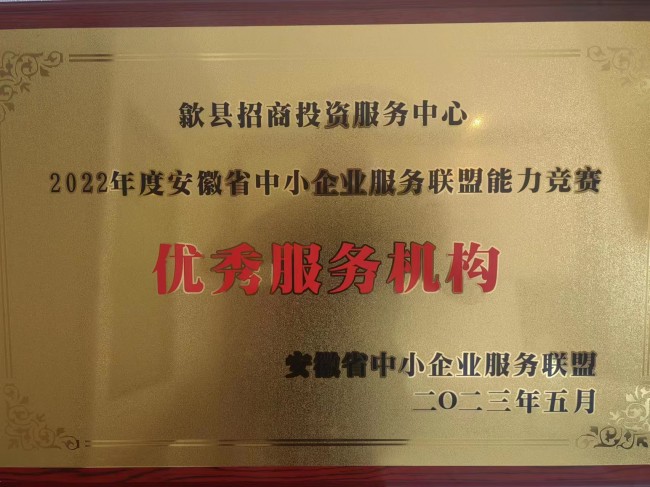 歙县招商投资服务中心
2022年度安徽省中小企业服务联盟能力竞赛
优秀服务机构
安徽省中小企业服务联盟
二〇二三年五月